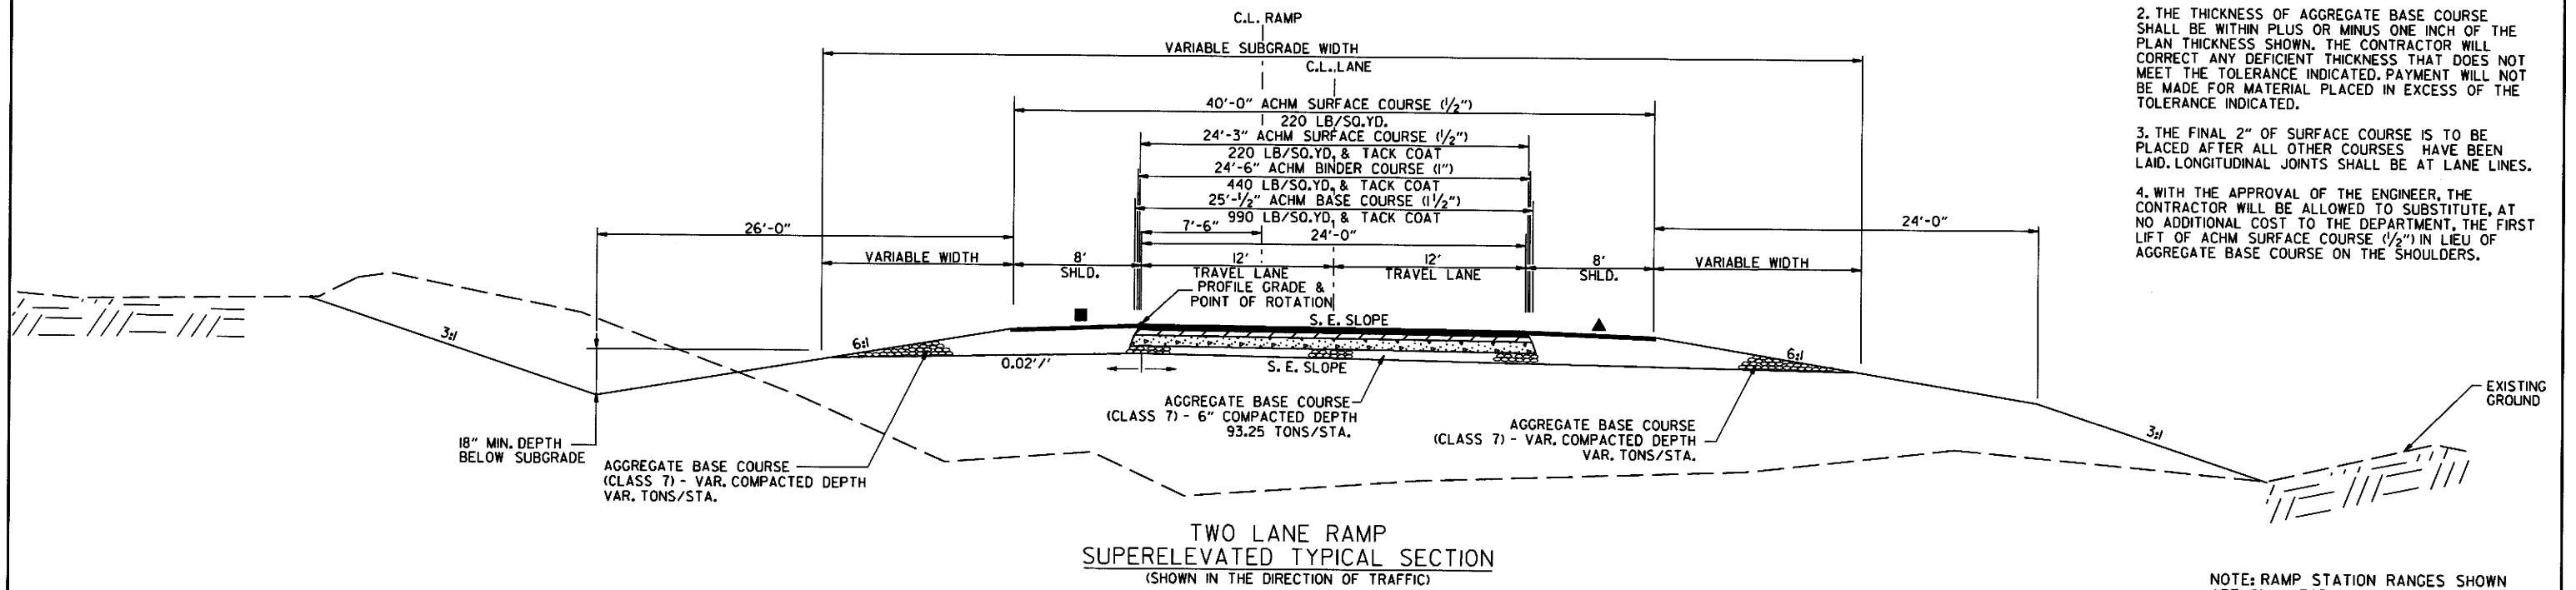 C.L. RAMP
VARIABLE SUBGRADE WIDTH
C.L. LANE
40'-0" ACHM SURFACE COURSE (1/2")
220 LB/SQ.YD.
24'-3" ACHM SURFACE COURSE (1/2")
220 LB/SQ.YD. & TACK COAT
24'-6" ACHM BINDER COURSE (1")
440 LB/SQ.YD. & TACK COAT
25'-1/2" ACHM BASE COURSE (1 1/2")
990 LB/SQ.YD. & TACK COAT
26'-0"
7'-6"
24'-0"
24'-0"
VARIABLE WIDTH
8'
SHLD.
12'
TRAVEL LANE
12'
TRAVEL LANE
8'
SHLD.
VARIABLE WIDTH
PROFILE GRADE &
POINT OF ROTATION
S. E. SLOPE
3:1
6:1
0.02'/'
S. E. SLOPE
6:1
3:1
18" MIN. DEPTH
BELOW SUBGRADE
AGGREGATE BASE COURSE
(CLASS 7) - VAR. COMPACTED DEPTH
VAR. TONS/STA.
AGGREGATE BASE COURSE
(CLASS 7) - 6" COMPACTED DEPTH
93.25 TONS/STA.
AGGREGATE BASE COURSE
(CLASS 7) - VAR. COMPACTED DEPTH
VAR. TONS/STA.
EXISTING
GROUND
TWO LANE RAMP
SUPERELEVATED TYPICAL SECTION
(SHOWN IN THE DIRECTION OF TRAFFIC)
2. THE THICKNESS OF AGGREGATE BASE COURSE
SHALL BE WITHIN PLUS OR MINUS ONE INCH OF THE
PLAN THICKNESS SHOWN. THE CONTRACTOR WILL
CORRECT ANY DEFICIENT THICKNESS THAT DOES NOT
MEET THE TOLERANCE INDICATED. PAYMENT WILL NOT
BE MADE FOR MATERIAL PLACED IN EXCESS OF THE
TOLERANCE INDICATED.
3. THE FINAL 2" OF SURFACE COURSE IS TO BE
PLACED AFTER ALL OTHER COURSES HAVE BEEN
LAID. LONGITUDINAL JOINTS SHALL BE AT LANE LINES.
4. WITH THE APPROVAL OF THE ENGINEER, THE
CONTRACTOR WILL BE ALLOWED TO SUBSTITUTE, AT
NO ADDITIONAL COST TO THE DEPARTMENT, THE FIRST
LIFT OF ACHM SURFACE COURSE (1/2") IN LIEU OF
AGGREGATE BASE COURSE ON THE SHOULDERS.
NOTE: RAMP STATION RANGES SHOWN